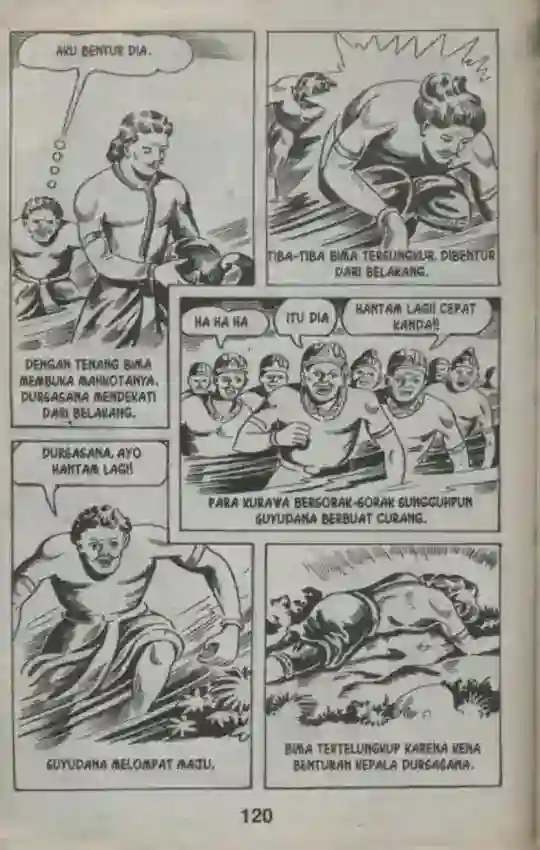 AKU BENTUR DIA.
DENGAN TENANG BIMA
MEMBUKA MAHKOTANYA.
DURSASANA MENDEKATI
DARI BELAKANG.
TIBA-TIBA BIMA TERSUNGKUR, DIBENTUR
DARI BELAKANG.
HA HA HA
ITU DIA
HANTAM LAGI! CEPAT
KANDA!!
PARA KURAWA BERSORAK-SORAK SUNGGUHPUN
SUYUDANA BERBUAT CURANG.
DURSASANA, AYO
HANTAM LAGI!
SUYUDANA MELOMPAT MAJU.
BIMA TERTELUNGKUP KARENA KENA
BENTURAN KEPALA DURSASANA.
120